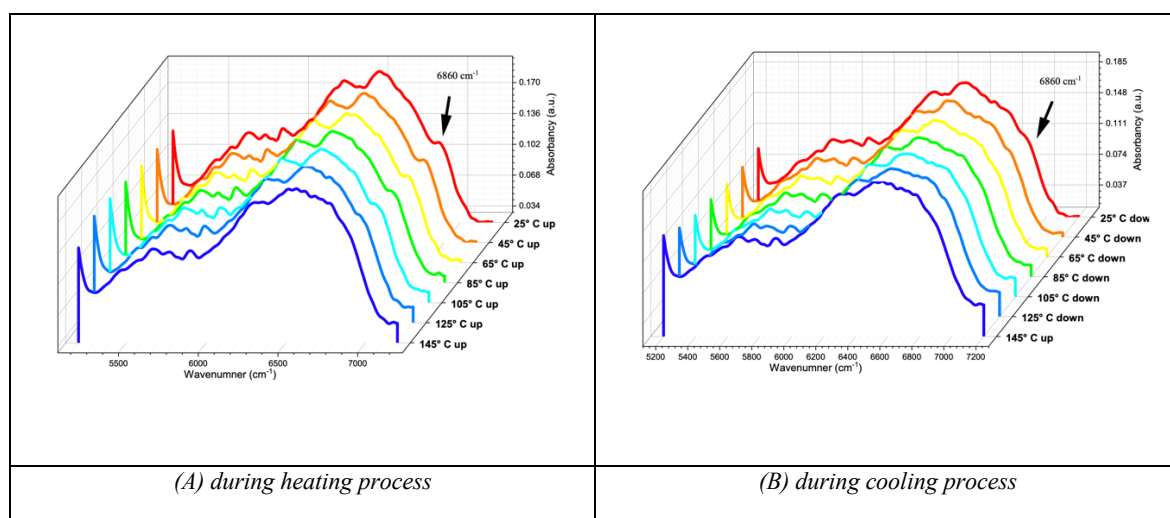 6860 cm⁻¹
0.170
0.136
0.102
0.068
0.034
Absorbancy (a.u.)
25° C up
45° C up
65° C up
85° C up
105° C up
125° C up
145° C up
5500
6000
6500
7000
Wavenumner (cm⁻¹)
(A) during heating process
6860 cm⁻¹
0.185
0.148
0.111
0.074
0.037
Absorbancy (a.u.)
25° C dow
45° C down
65° C down
85° C down
105° C down
125° C down
145° C up
5200 5400 5600 5800 6000 6200 6400 6600 6800 7000 7200
Wavenumner (cm⁻¹)
(B) during cooling process